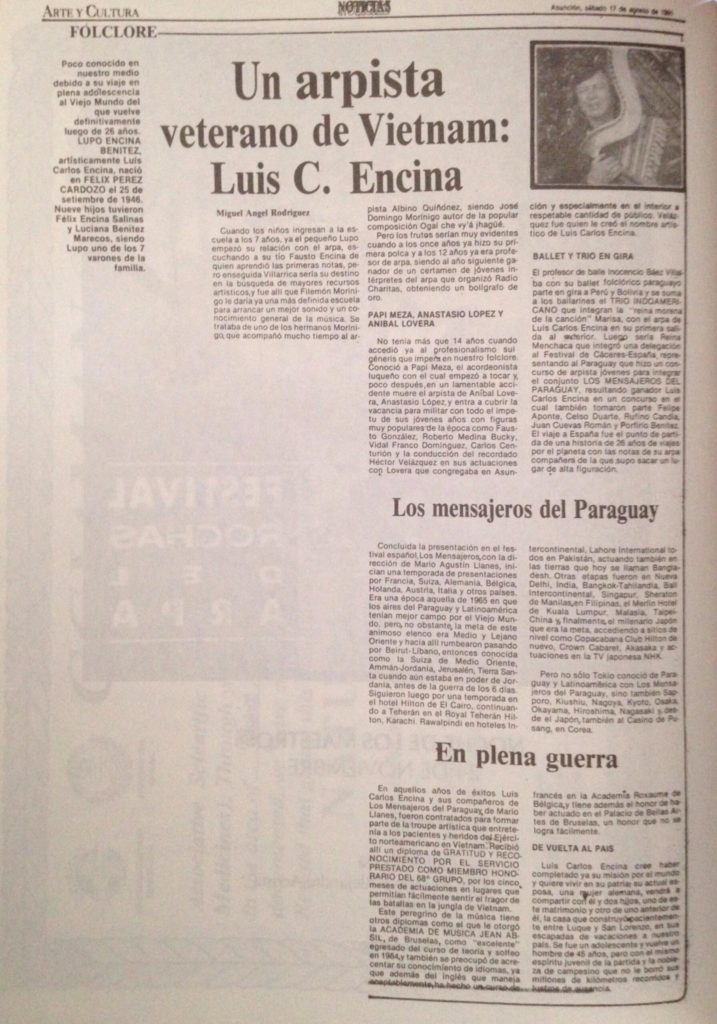 ARTE Y CULTURA
NOTICIAS
Asunción, sábado 17 de agosto de
FOLCLORE
Poco conocido en
nuestro medio
debido a su viaje en
plena adolescencia
al Viejo Mundo del
que vuelve
definitivamente
luego de 26 años.
LUPO ENCINA
BENITEZ,
artísticamente Luis
Carlos Encina, nació
en FELIX PEREZ
CARDOZO el 25 de
setiembre de 1946.
Nueve hijos tuvieron
Félix Encina Salinas
y Luciana Benítez
Marecos, siendo
Lupo uno de los 7
varones de la
familia.
Un arpista
veterano de Vietnam:
Luis C. Encina
Miguel Angel Rodríguez
Cuando los niños ingresan a la es-
cuela a los 7 años, ya el pequeño Lupo
empezó su relación con el arpa, es-
cuchando a su tío Fausto Encina de
quien aprendió las primeras notas, pe-
ro enseguida Villarrica sería su destino
en la búsqueda de mayores recursos
artísticos, y fue allí que Filemón Moríni-
go le daría ya una más definida escuela
para arrancar un mejor sonido y un co-
nocimiento general de la música. Se
trataba de uno de los hermanos Moríni-
go, que acompañó mucho tiempo al ar-
pista Albino Quiñónez, siendo José
Domingo Morínigo autor de la popular
composición Ogal che vy'á jhagué.
Pero los frutos serían muy evidentes
cuando a los once años ya hizo su pri-
mera polca y a los 12 años ya era profe-
sor de arpa, siendo al año siguiente ga-
nador de un certamen de jóvenes in-
térpretes del arpa que organizó Radio
Charitas, obteniendo un bolígrafo de
oro.
PAPI MEZA, ANASTASIO LOPEZ Y
ANIBAL LOVERA
No tenía más que 14 años cuando
accedió ya al profesionalismo sui
géneris que impera en nuestro folclore.
Conoció a Papi Meza, el acordeonista
luqueño con el cual empezó a tocar y,
poco después, en un lamentable acci-
dente muere el arpista de Aníbal Love-
ra, Anastasio López, y entra a cubrir la
vacancia para militar con todo el ímpe-
tu de sus jóvenes años con figuras
muy populares de la época como Faus-
to González, Roberto Medina Bucky,
Vidal Franco Domínguez, Carlos Cen-
turión y la conducción del recordado
Héctor Velázquez en sus actuaciones
con Lovera que congregaba en Asun-
ción y especialmente en el interior a
respetable cantidad de público. Veláz-
quez fue quien le creó el nombre artís-
tico de Luis Carlos Encina.
BALLET Y TRIO EN GIRA
El profesor de baile Inocencio Báez Villal-
ba con su ballet folclórico paraguayo
parte en gira a Perú y Bolivia y se suma
a los bailarines el TRIO INDOAMERI-
CANO que integran la "reina morena
de la canción" Marisa, con el arpa de
Luis Carlos Encina en su primera sali-
da al exterior. Luego sería Reina
Menchaca que integró una delegación
al Festival de Cáceres-España, repre-
sentando al Paraguay que hizo un con-
curso de arpista jóvenes para integrar
el conjunto LOS MENSAJEROS DEL
PARAGUAY, resultando ganador Luis
Carlos Encina en un concurso en el
cual también tomaron parte Felipe
Aponte, Celso Duarte, Rufino Candia,
Juan Cuevas Román y Porfirio Benítez.
El viaje a España fue el punto de parti-
da de una historia de 26 años de viajes
por el planeta con las notas de su arpa
compañera de la que supo sacar un lu-
gar de alta figuración.
Los mensajeros del Paraguay
Concluida la presentación en el fes-
tival español, Los Mensajeros, con la di-
rección de Mario Agustín Llanes, ini-
cian una temporada de presentaciones
por Francia, Suiza, Alemania, Bélgica,
Holanda, Austria, Italia y otros países.
Era una época aquella de 1965 en que
los aires del Paraguay y Latinoamérica
tenían mejor campo por el Viejo Mun-
do, pero, no obstante, la meta de este
animoso elenco era Medio y Lejano
Oriente y hacia allí rumbearon pasando
por Beirut-Líbano, entonces conocida
como la Suiza de Medio Oriente,
Ammán-Jordania, Jerusalén, Tierra San-
ta cuando aún estaba en poder de Jor-
dania, antes de la guerra de los 6 días.
Siguieron luego por una temporada en
el hotel Hilton de El Cairo, continuan-
do a Teherán en el Royal Teherán Hil-
ton, Karachi, Rawalpindi en hoteles In-
tercontinental, Lahore International to-
dos en Pakistán, actuando también en
las tierras que hoy se llaman Bangla-
desh. Otras etapas fueron en Nueva
Delhi, India, Bangkok-Tahilandia, Bali
Intercontinental, Singapur, Sheraton
de Manilas, en Filipinas, el Merlin Hotel
de Kuala Lumpur, Malasia, Taipei-
China y, finalmente, el milenario Japón
que era la meta, accediendo a sitios de
nivel como Copacabana Club Hilton de
nuevo, Crown Cabaret, Akasaka y ac-
tuaciones en la TV japonesa NHK.
Pero no sólo Tokio conoció de Para-
guay y Latinoamérica con Los Mensa-
jeros del Paraguay, sino también Sap-
poro, Kiushiu, Nagoya, Kyoto, Osaka,
Okayama, Hiroshima, Nagasaki y des-
de el Japón, también al Casino de Pu-
sang, en Corea.
En plena guerra
En aquellos años de éxitos Luis
Carlos Encina y sus compañeros de
Los Mensajeros del Paraguay, de Mario
Llanes, fueron contratados para formar
parte de la troupe artística que entrete-
nía a los pacientes y heridos del Ejérci-
to norteamericano en Vietnam. Recibió
allí un diploma de GRATITUD Y RECO-
NOCIMIENTO POR EL SERVICIO
PRESTADO COMO MIEMBRO HONO-
RARIO DEL 68° GRUPO, por los cinco
meses de actuaciones en lugares que
permitían fácilmente sentir el fragor de
las batallas en la jungla de Vietnam.
Este peregrino de la música tiene
otros diplomas como el que le otorgó
la ACADEMIA DE MUSICA JEAN AB-
SIL, de Bruselas, como "excelente"
egresado del curso de teoría y solfeo
en 1984, y también se preocupó de acre-
centar su conocimiento de idiomas, ya
que además del inglés que maneja
aceptablemente, ha hecho un curso de
francés en la Academia Roxaume de
Bélgica, y tiene además el honor de ha-
ber actuado en el Palacio de Bellas Ar-
tes de Bruselas, un honor que no se
logra fácilmente.
DE VUELTA AL PAIS
Luis Carlos Encina cree haber
completado ya su misión por el mundo
y quiere vivir en su patria; su actual es-
posa, una mujer alemana, vendrá a
compartir con él y dos hijos, uno de es-
te matrimonio y otro de uno anterior de
él, la casa que construyó pacientemen-
te entre Luque y San Lorenzo, en sus
escapadas de vacaciones a nuestro
país. Se fue un adolescente y vuelve un
hombre de 45 años, pero con el mismo
espíritu juvenil de la partida y la noble-
za de campesino que no le borró sus
millones de kilómetros recorridos y
lustros de ausencia.